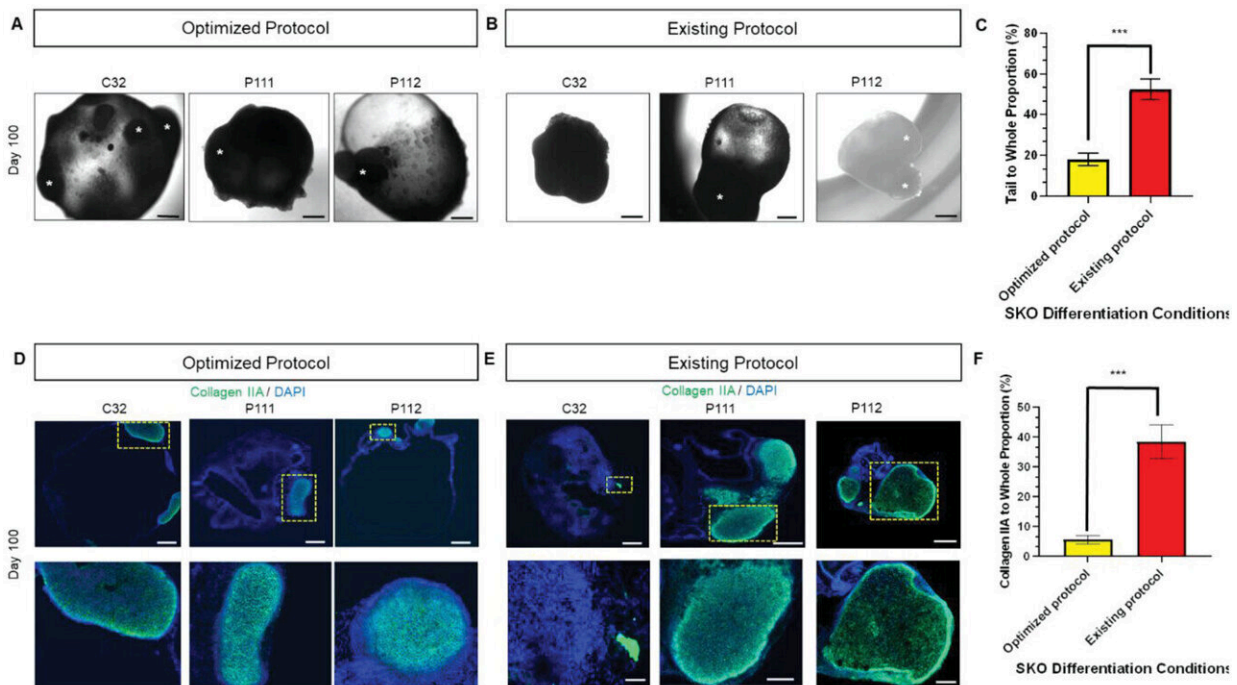 A
Optimized Protocol
C32
P111
P112
Day 100
*
*
*
*
*
B
Existing Protocol
C32
P111
P112
*
*
*
C
Tail to Whole Proportion (%)
80
60
40
20
0
***
Optimized protocol
Existing protocol
SKO Differentiation Conditions
D
Optimized Protocol
Collagen IIA / DAPI
C32
P111
P112
Day 100
E
Existing Protocol
Collagen IIA / DAPI
C32
P111
P112
F
Collagen IIA to Whole Proportion (%)
50
40
30
20
10
0
***
Optimized protocol
Existing protocol
SKO Differentiation Conditions